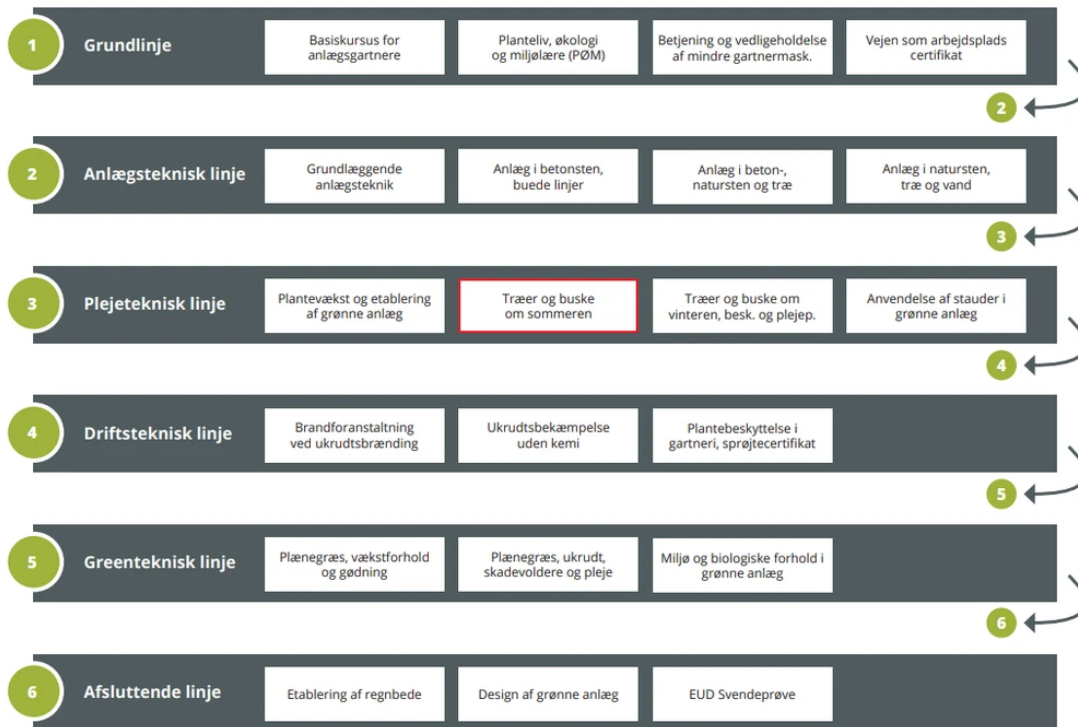 1
Grundlinje
Basiskursus for
anlægsgartnere
Planteliv, økologi
og miljølære (PØM)
Betjening og vedligeholdelse
af mindre gartnermask.
Vejen som arbejdsplads
certifikat
2
2
Anlægsteknisk linje
Grundlæggende
anlægsteknik
Anlæg i betonsten,
buede linjer
Anlæg i beton-,
natursten og træ
Anlæg i natursten,
træ og vand
3
3
Plejeteknisk linje
Plantevækst og etablering
af grønne anlæg
Træer og buske
om sommeren
Træer og buske om
vinteren, besk. og plejep.
Anvendelse af stauder i
grønne anlæg
4
4
Driftsteknisk linje
Brandforanstaltning
ved ukrudtsbrænding
Ukrudtsbekæmpelse
uden kemi
Plantebeskyttelse i
gartneri, sprøjtecertifikat
5
5
Greenteknisk linje
Plænegræs, vækstforhold
og gødning
Plænegræs, ukrudt,
skadevoldere og pleje
Miljø og biologiske forhold i
grønne anlæg
6
6
Afsluttende linje
Etablering af regnbede
Design af grønne anlæg
EUD Svendeprøve